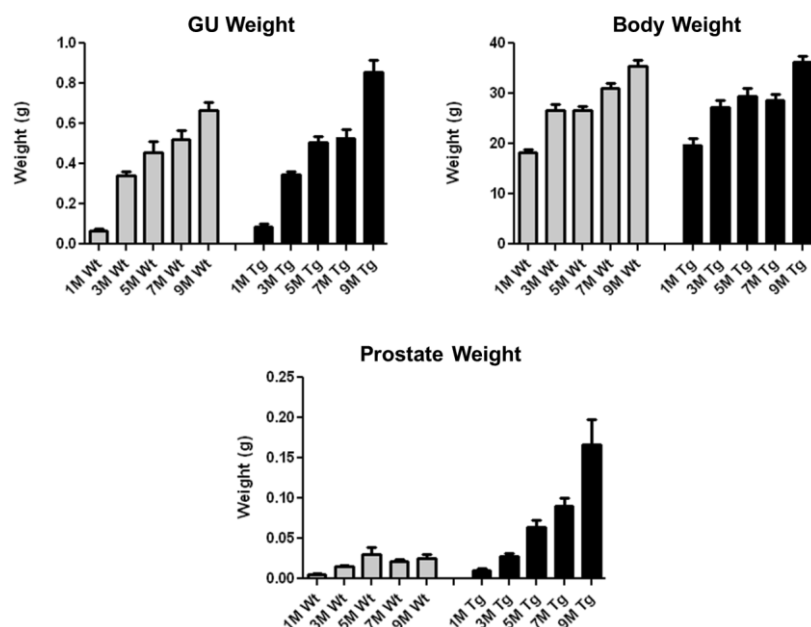 GU Weight
Weight (g)
1.0
0.8
0.6
0.4
0.2
0.0
1M Wt
3M Wt
5M Wt
7M Wt
9M Wt
1M Tg
3M Tg
5M Tg
7M Tg
9M Tg
Body Weight
Weight (g)
40
30
20
10
0
1M Wt
3M Wt
5M Wt
7M Wt
9M Wt
1M Tg
3M Tg
5M Tg
7M Tg
9M Tg
Prostate Weight
Weight (g)
0.25
0.20
0.15
0.10
0.05
0.00
1M Wt
3M Wt
5M Wt
7M Wt
9M Wt
1M Tg
3M Tg
5M Tg
7M Tg
9M Tg